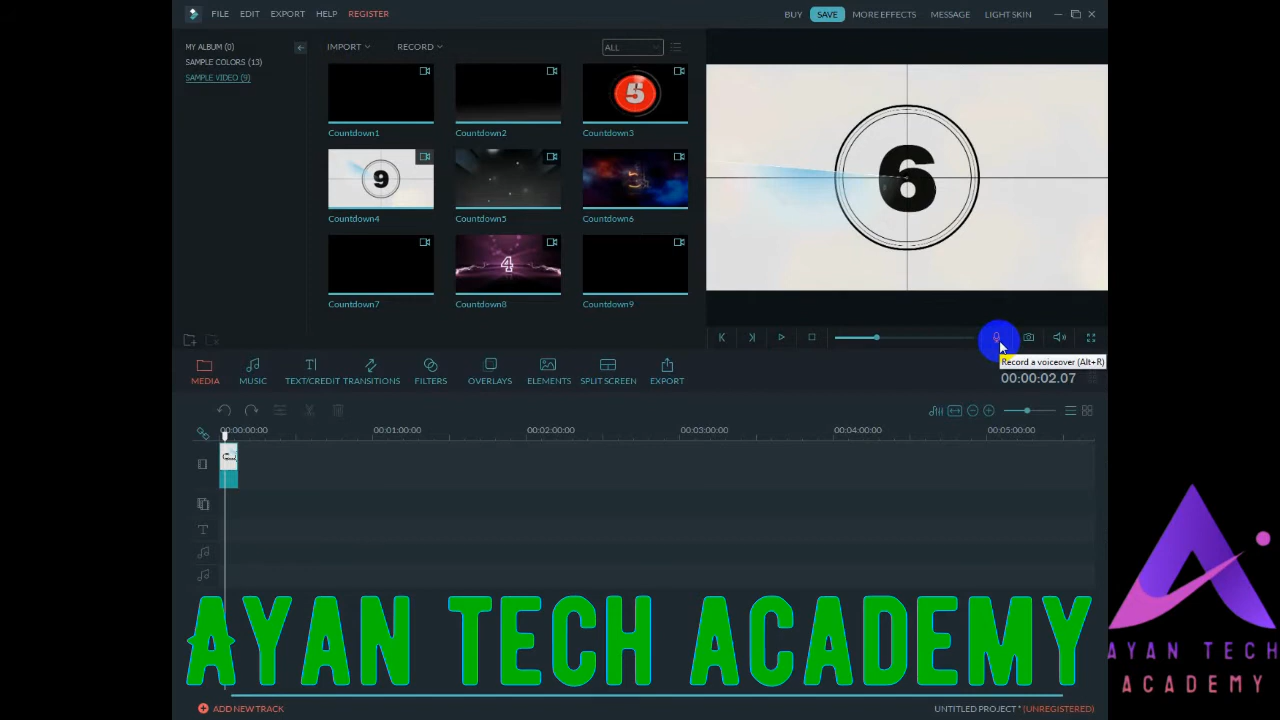 FILE EDIT EXPORT HELP REGISTER BUY SAVE MORE EFFECTS MESSAGE LIGHT SKIN
MY ALBUM (0)
SAMPLE COLORS (13)
SAMPLE VIDEO (9)
IMPORT RECORD ALL
5
Countdown1 Countdown2 Countdown3
9
Countdown4 Countdown5 Countdown6
4
Countdown7 Countdown8 Countdown9
6
Record a voiceover (Alt+R)
00:00:02.07
MEDIA MUSIC TEXT/CREDIT TRANSITIONS FILTERS OVERLAYS ELEMENTS SPLIT SCREEN EXPORT
00:00:00:00 00:01:00:00 00:02:00:00 00:03:00:00 00:04:00:00 00:05:00:00
AYAN TECH ACADEMY
AYAN TECH
ACADEMY
ADD NEW TRACK
UNTITLED PROJECT * (UNREGISTERED)